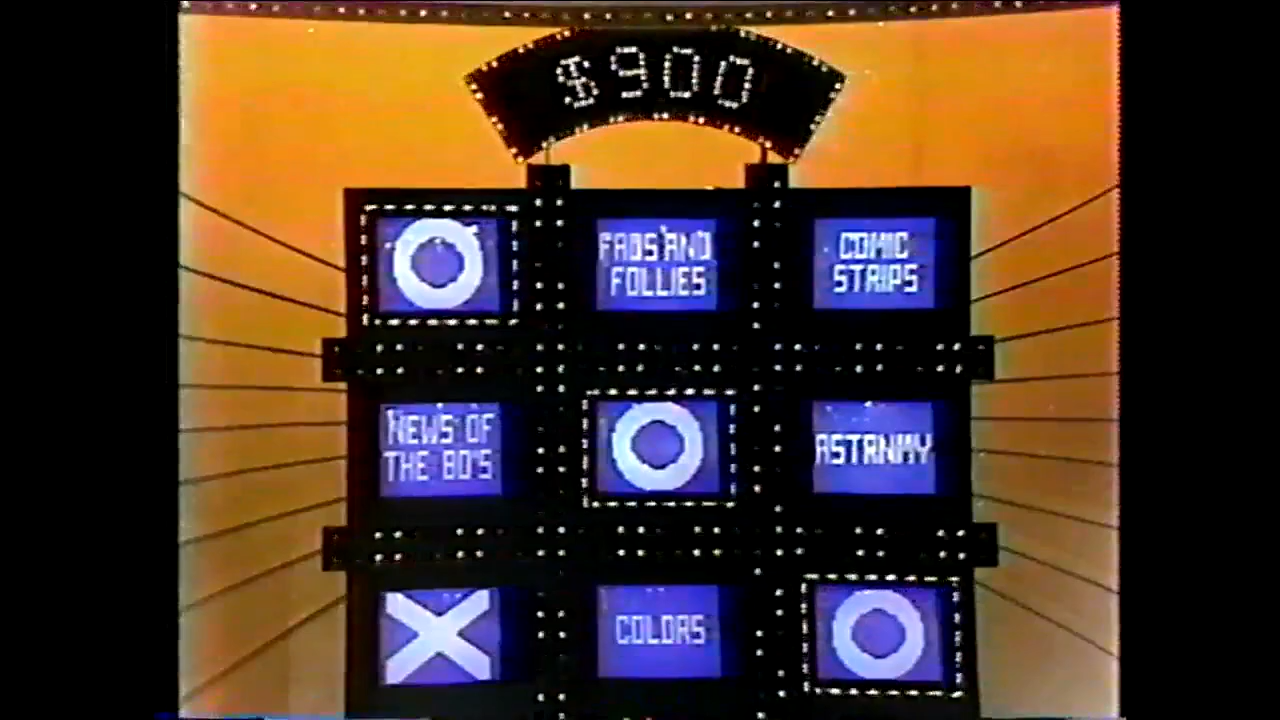 $900
O
FADS AND
FOLLIES
COMIC
STRIPS
NEWS OF
THE 80'S
O
ASTRNMY
X
COLORS
O